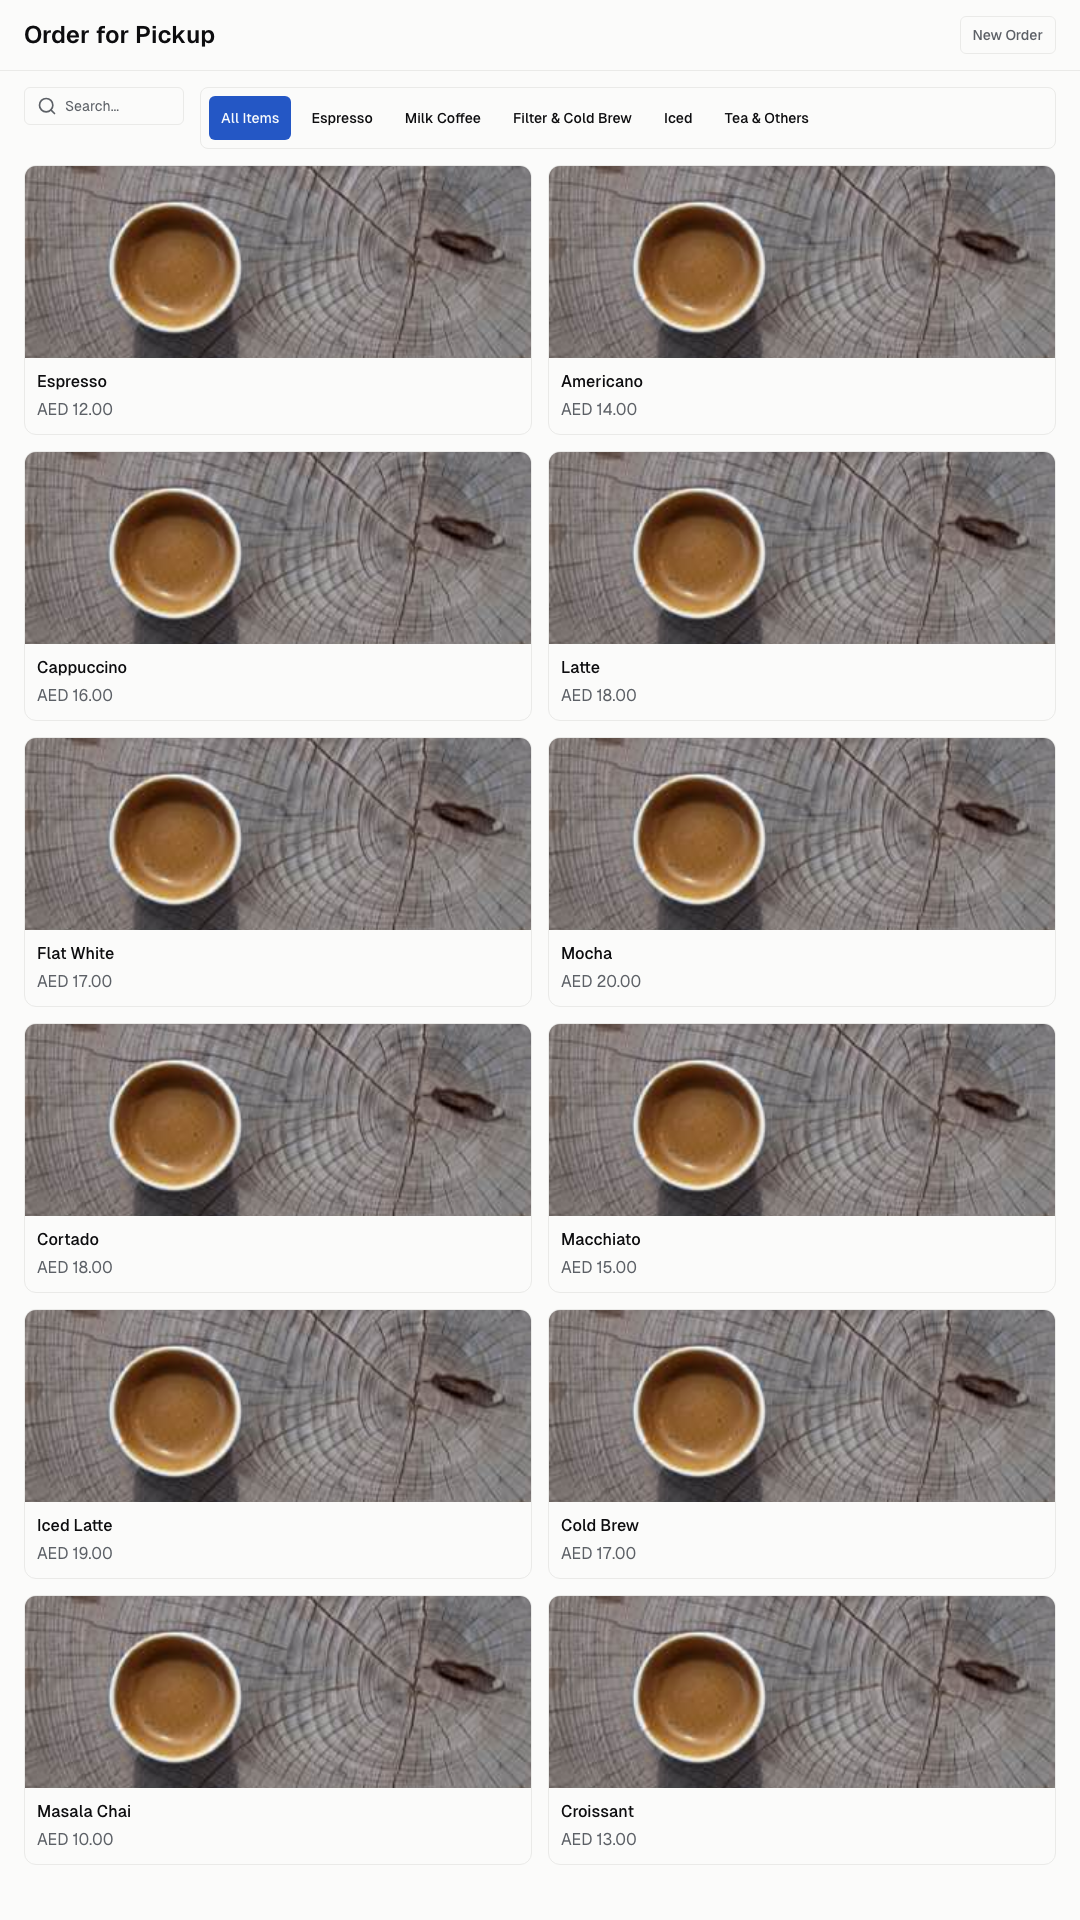 Order for Pickup
New Order
Search...
All Items
Espresso
Milk Coffee
Filter & Cold Brew
Iced
Tea & Others
Espresso
AED 12.00
Americano
AED 14.00
Cappuccino
AED 16.00
Latte
AED 18.00
Flat White
AED 17.00
Mocha
AED 20.00
Cortado
AED 18.00
Macchiato
AED 15.00
Iced Latte
AED 19.00
Cold Brew
AED 17.00
Masala Chai
AED 10.00
Croissant
AED 13.00